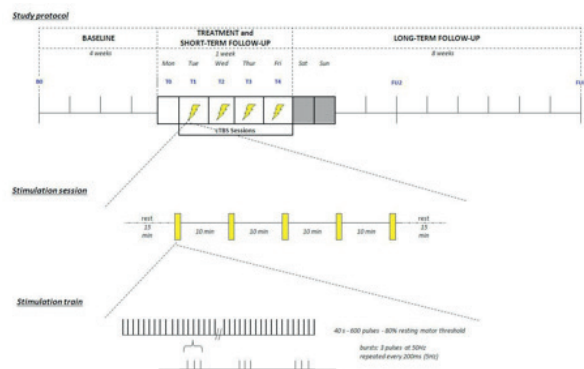 Study protocol
BASELINE
TREATMENT and
SHORT-TERM FOLLOW-UP
LONG-TERM FOLLOW-UP
4 weeks
1 week
8 weeks
Mon Tue Wed Thur Fri Sat Sun
T0 T1 T2 T3 T4
FU2
cTBS Sessions
Stimulation session
rest
15
min
10 min 10 min 10 min 10 min
rest
15
min
Stimulation train
40 s - 600 pulses - 80% resting motor threshold
bursts: 3 pulses at 50Hz
repeated every 200ms (5Hz)